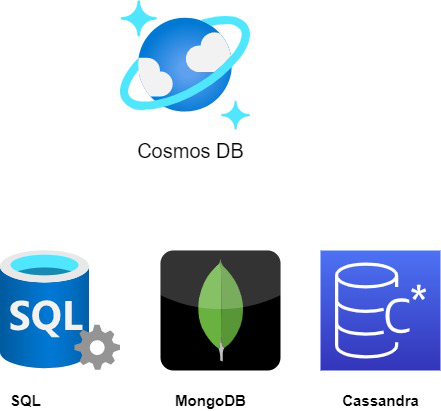 Cosmos DB
SQL
C*
SQL
MongoDB
Cassandra